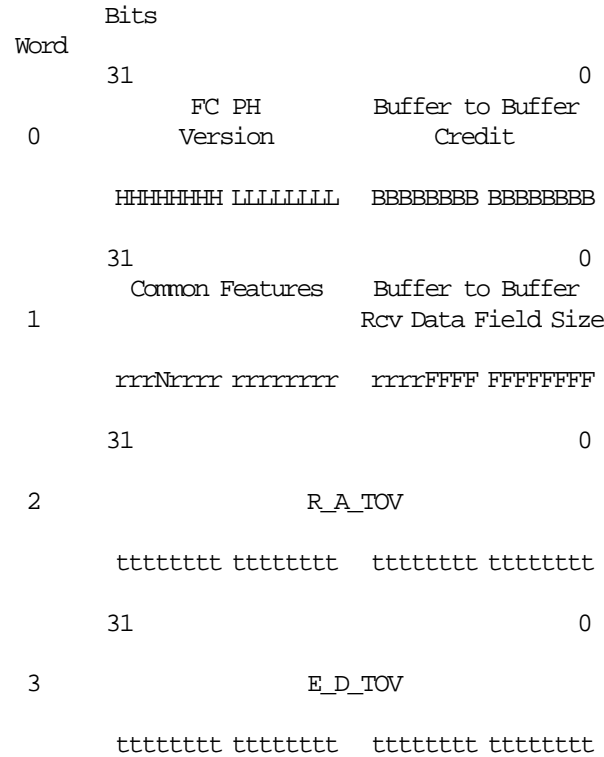 Bits
Word
31 0
FC PH Buffer to Buffer
0 Version Credit
HHHHHHHH LLLLLLLL BBBBBBBB BBBBBBBB
31 0
Common Features Buffer to Buffer
1 Rcv Data Field Size
rrrNrrrr rrrrrrrr rrrrFFFF FFFFFFFF
31 0
2 R_A_TOV
tttttttt tttttttt tttttttt tttttttt
31 0
3 E_D_TOV
tttttttt tttttttt tttttttt tttttttt